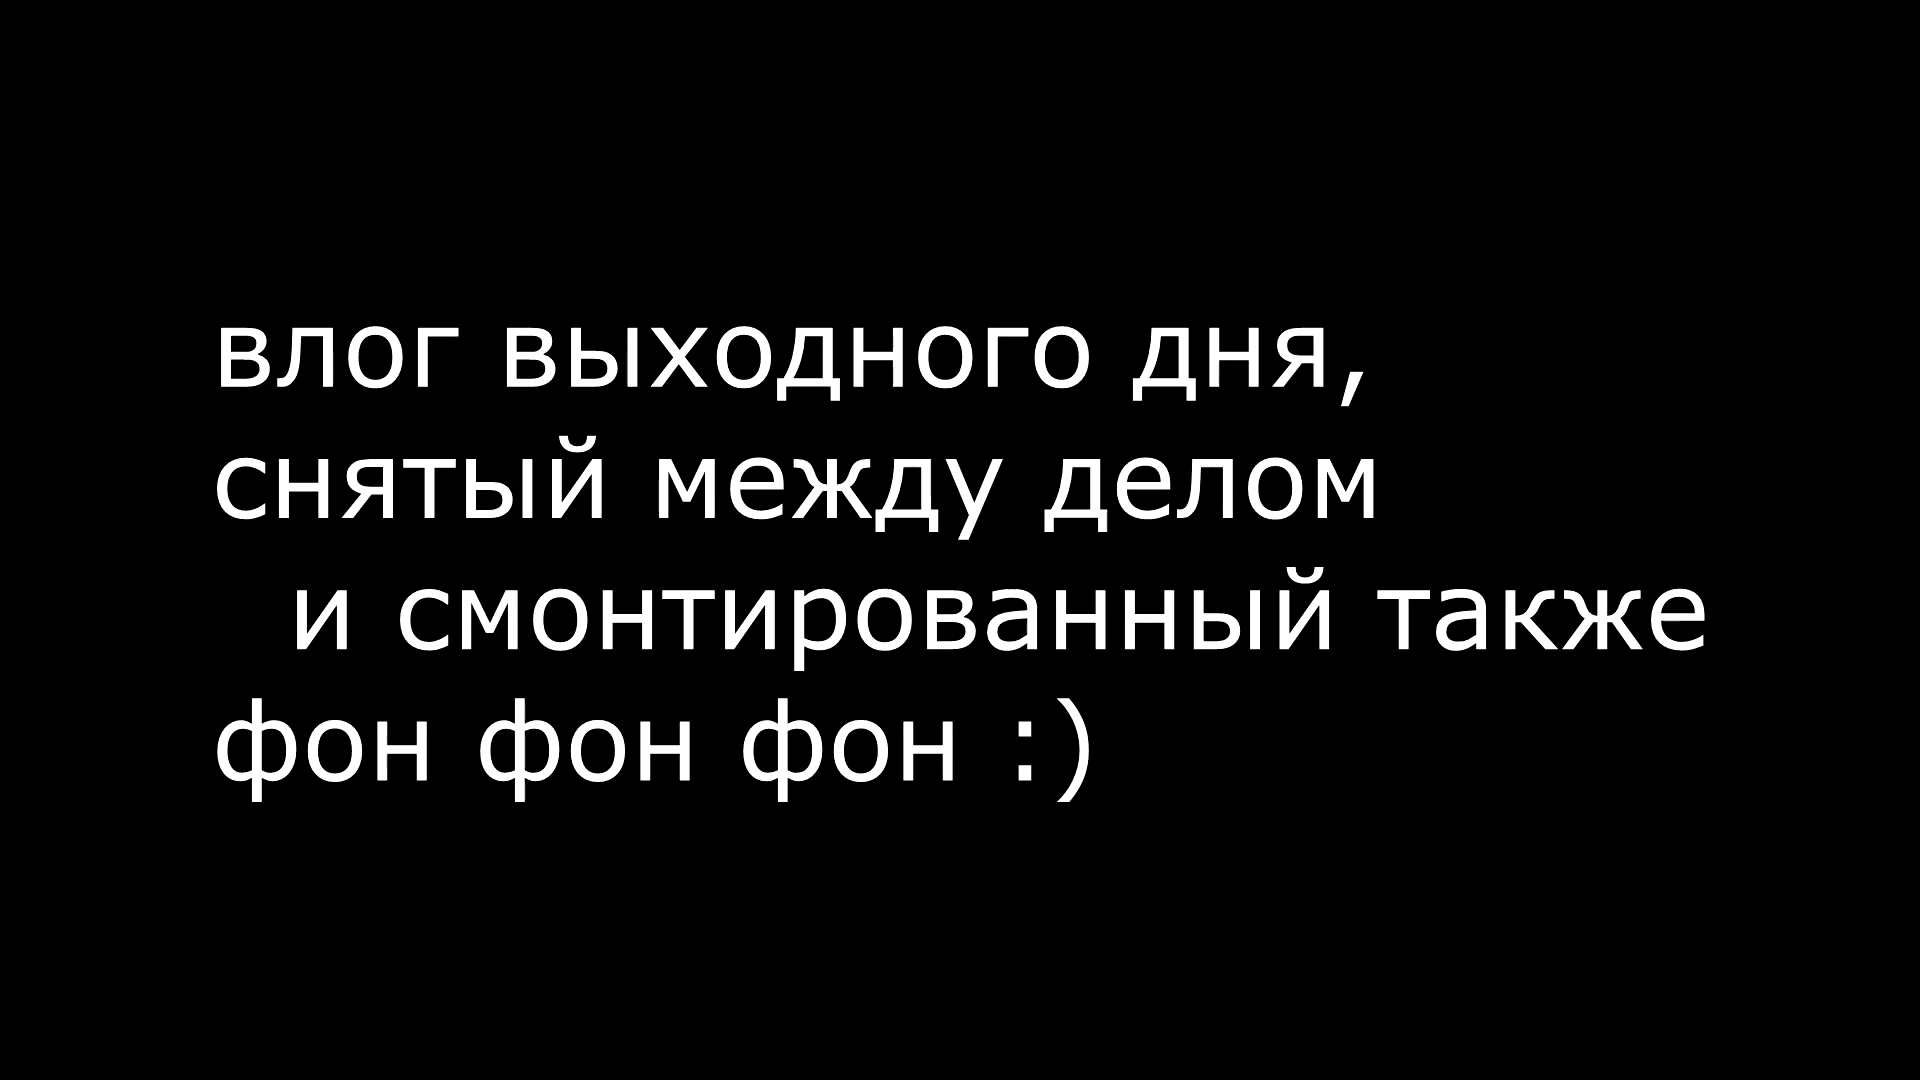 влог выходного дня,
снятый между делом
и смонтированный также
фон фон фон :)